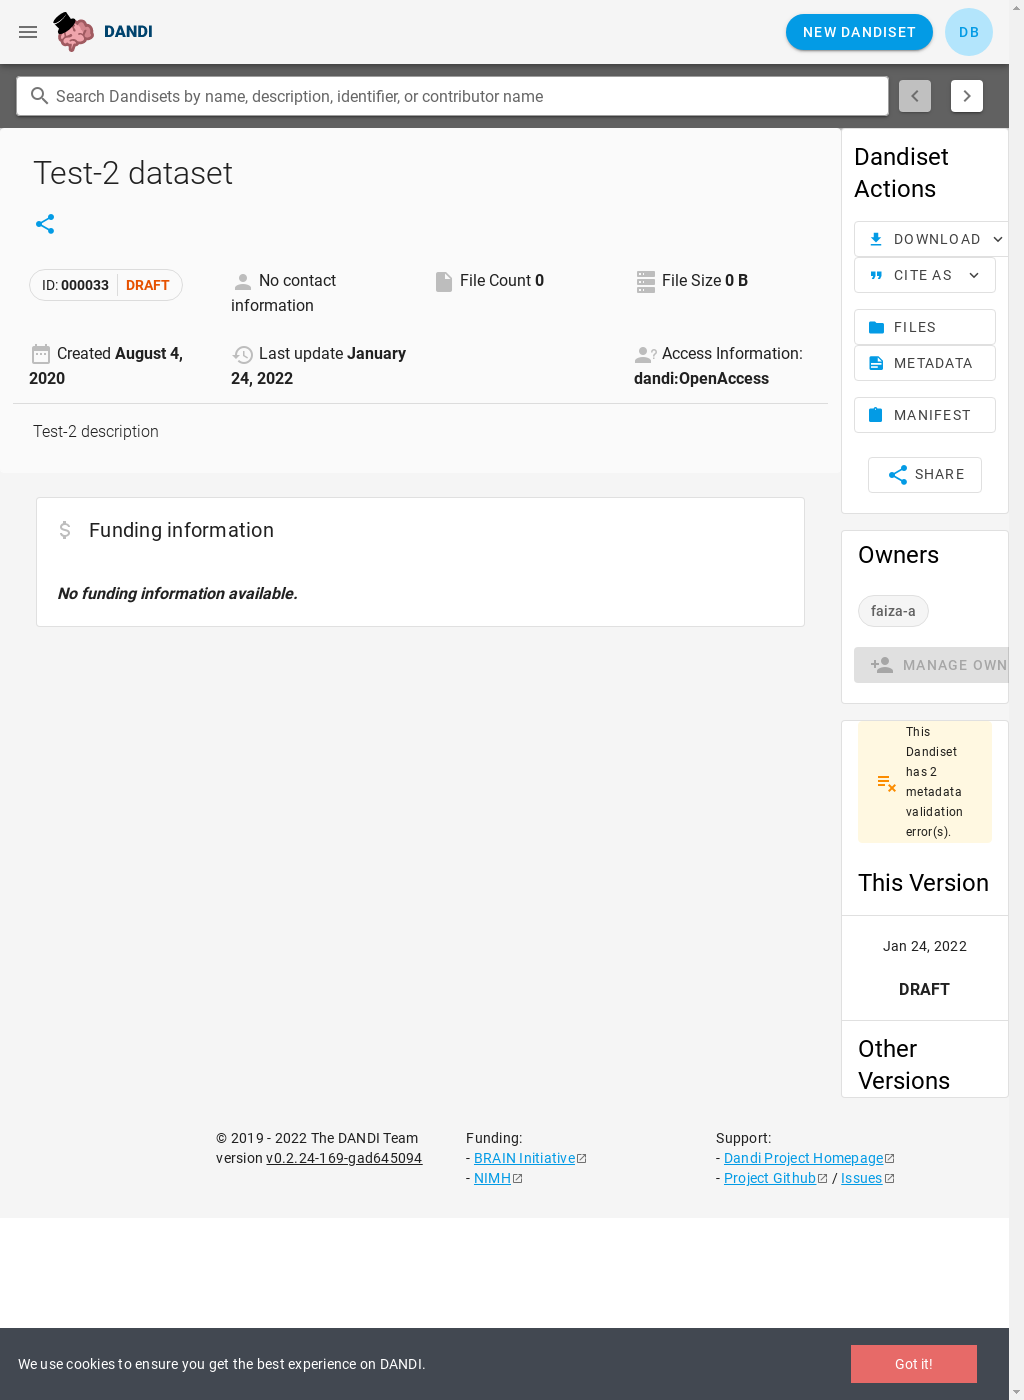 DANDI
NEW DANDISET
DB
Search Dandisets by name, description, identifier, or contributor name
Test-2 dataset
ID: 000033 DRAFT
No contact
information
File Count 0
File Size 0 B
Created August 4,
2020
Last update January
24, 2022
Access Information:
dandi:OpenAccess
Test-2 description
Funding information
No funding information available.
Dandiset
Actions
DOWNLOAD
CITE AS
FILES
METADATA
MANIFEST
SHARE
Owners
faiza-a
MANAGE OWN
This
Dandiset
has 2
metadata
validation
error(s).
This Version
Jan 24, 2022
DRAFT
Other
Versions
© 2019 - 2022 The DANDI Team
version v0.2.24-169-gad645094
Funding:
- BRAIN Initiative
- NIMH
Support:
- Dandi Project Homepage
- Project Github / Issues
We use cookies to ensure you get the best experience on DANDI.
Got it!